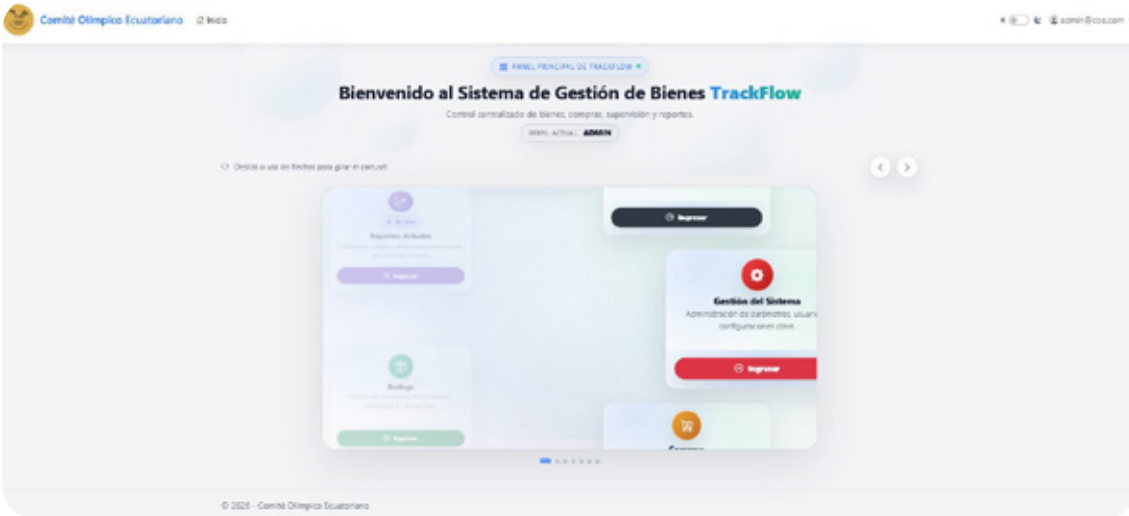 Comité Olímpico Ecuatoriano
Inicio
admin@coe.com
PANEL PRINCIPAL DE TRACKFLOW
Bienvenido al Sistema de Gestión de Bienes TrackFlow
Control centralizado de bienes, compras, supervisión y reportes.
PERFIL ACTUAL: ADMIN
Desliza o usa las flechas para girar el carrusel
Ingresar
Reportes Actuales
Ingresar
Gestión del Sistema
Administración de parámetros, usuari
configuraciones clave.
Ingresar
Bodega
Ingresar
Compras
© 2026 - Comité Olímpico Ecuatoriano